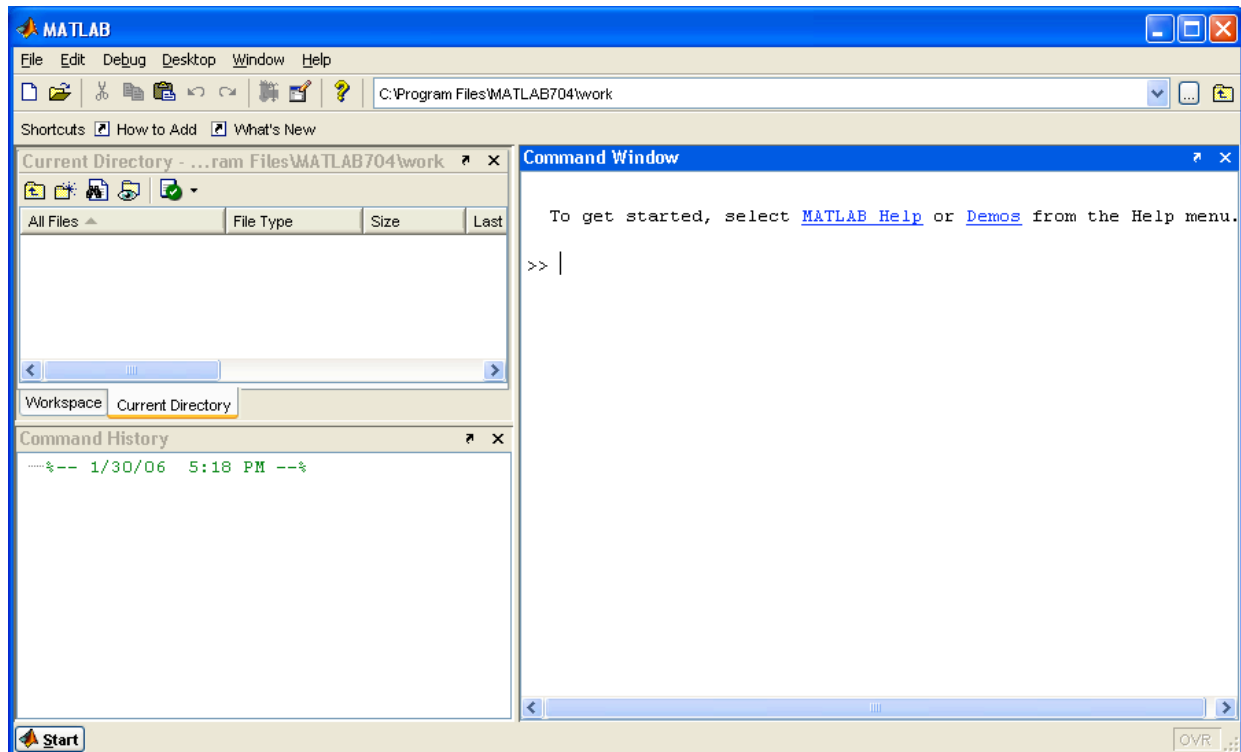 MATLAB
File Edit Debug Desktop Window Help
C:\Program Files\MATLAB704\work
Shortcuts How to Add What's New
Current Directory - ...ram Files\MATLAB704\work
All Files File Type Size Last
Workspace Current Directory
Command History
%-- 1/30/06 5:18 PM --%
Command Window
To get started, select MATLAB Help or Demos from the Help menu.
>>
Start
OVR